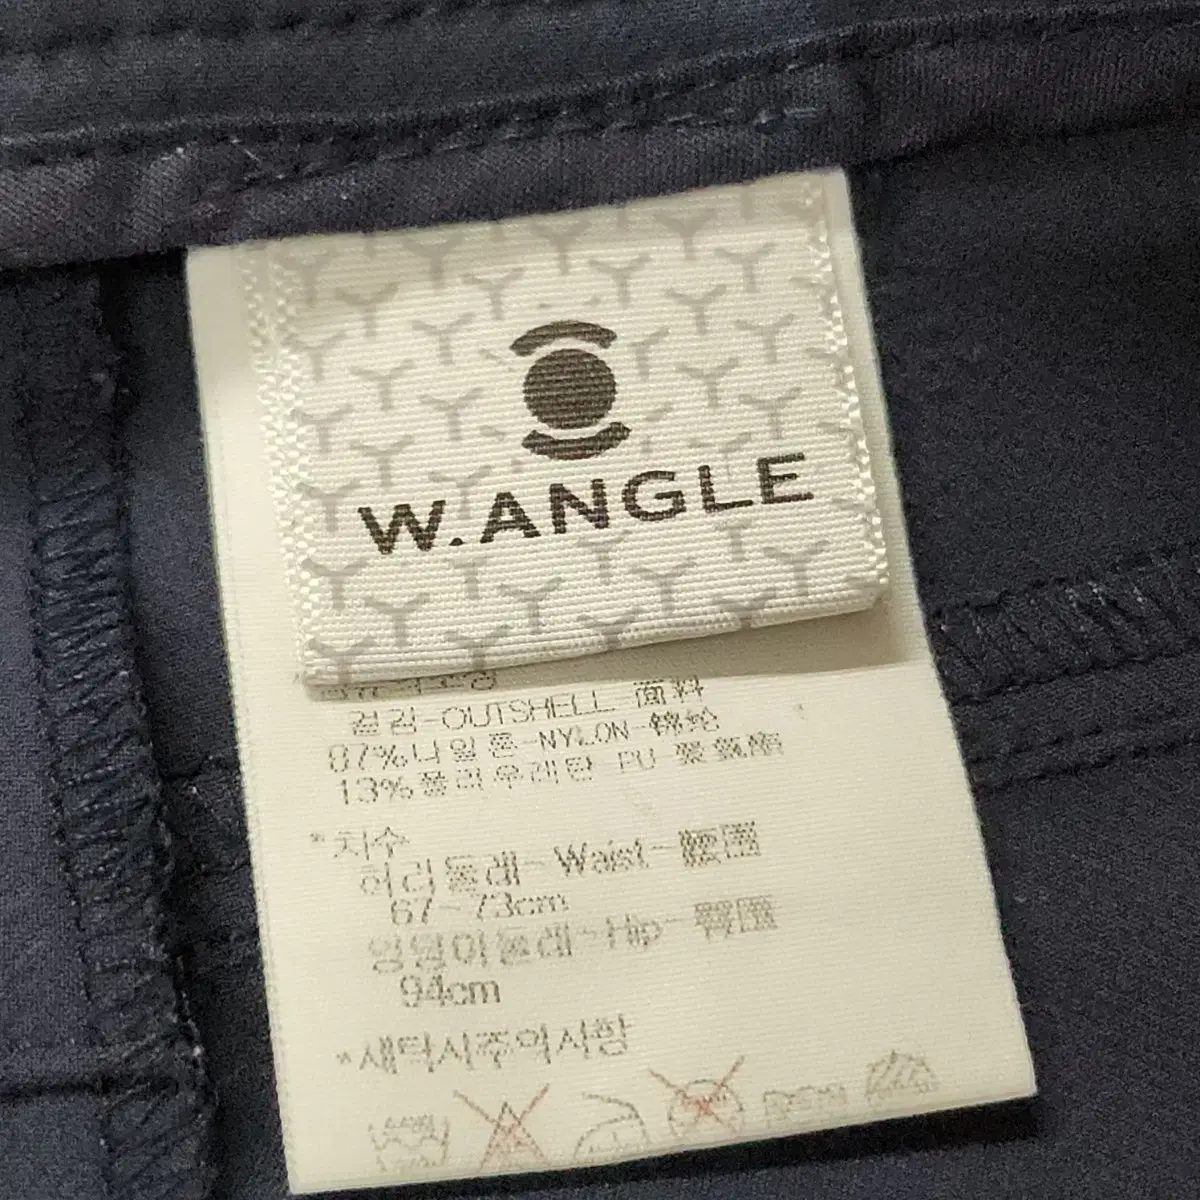 W.ANGLE
겉감-OUTSHELL 面料
87%나일론-NYLON-锦纶
13%폴리우레탄 PU 聚氨酯
*치수
허리둘레-Waist-腰围
67-73cm
엉덩이둘레-Hip-臀围
94cm
*세탁시주의사항